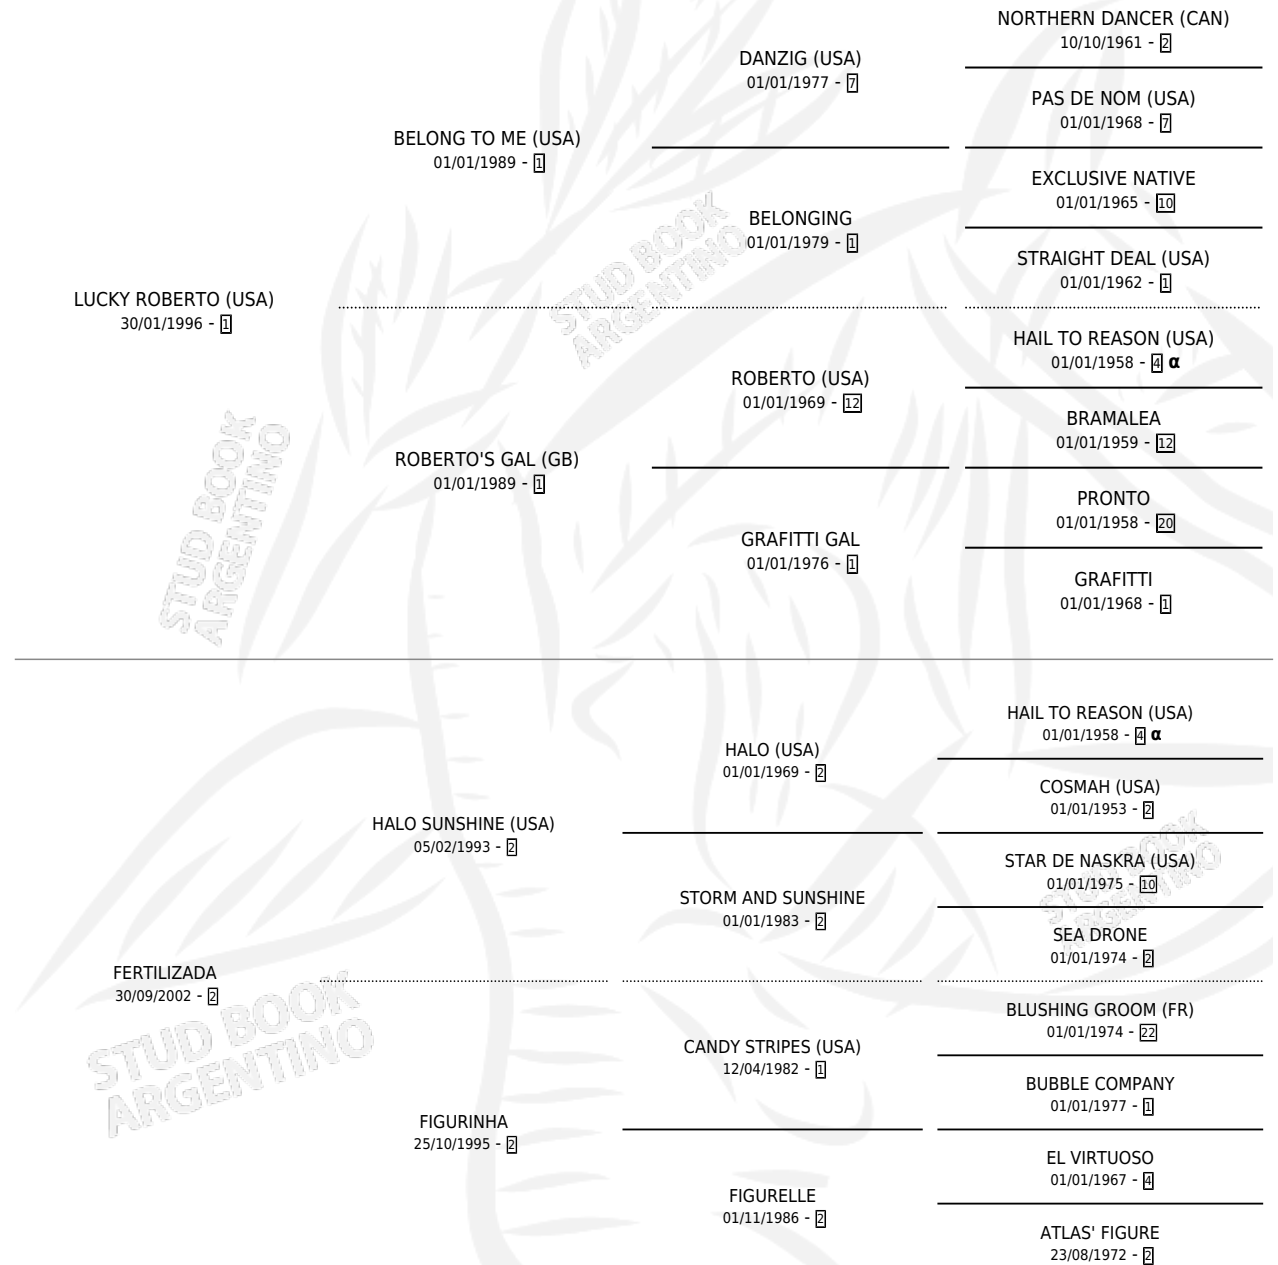 NORTHERN DANCER (CAN)
10/10/1961 - 2
DANZIG (USA)
01/01/1977 - 7
PAS DE NOM (USA)
01/01/1968 - 7
BELONG TO ME (USA)
01/01/1989 - 1
EXCLUSIVE NATIVE
01/01/1965 - 10
BELONGING
01/01/1979 - 1
STRAIGHT DEAL (USA)
01/01/1962 - 1
STUD BOOK
ARGENTINO
LUCKY ROBERTO (USA)
30/01/1996 - 1
HAIL TO REASON (USA)
01/01/1958 - 4 α
ROBERTO (USA)
01/01/1969 - 12
BRAMALEA
01/01/1959 - 12
ROBERTO'S GAL (GB)
01/01/1989 - 1
PRONTO
01/01/1958 - 20
GRAFITTI GAL
01/01/1976 - 1
GRAFITTI
01/01/1968 - 1
STUD BOOK
ARGENTINO
HAIL TO REASON (USA)
01/01/1958 - 4 α
HALO (USA)
01/01/1969 - 2
COSMAH (USA)
01/01/1953 - 2
HALO SUNSHINE (USA)
05/02/1993 - 2
STAR DE NASKRA (USA)
01/01/1975 - 10
STORM AND SUNSHINE
01/01/1983 - 2
SEA DRONE
01/01/1974 - 2
STUD BOOK
ARGENTINO
FERTILIZADA
30/09/2002 - 2
BLUSHING GROOM (FR)
01/01/1974 - 22
CANDY STRIPES (USA)
12/04/1982 - 1
BUBBLE COMPANY
01/01/1977 - 1
STUD BOOK
ARGENTINO
FIGURINHA
25/10/1995 - 2
EL VIRTUOSO
01/01/1967 - 4
FIGURELLE
01/11/1986 - 2
ATLAS' FIGURE
23/08/1972 - 2